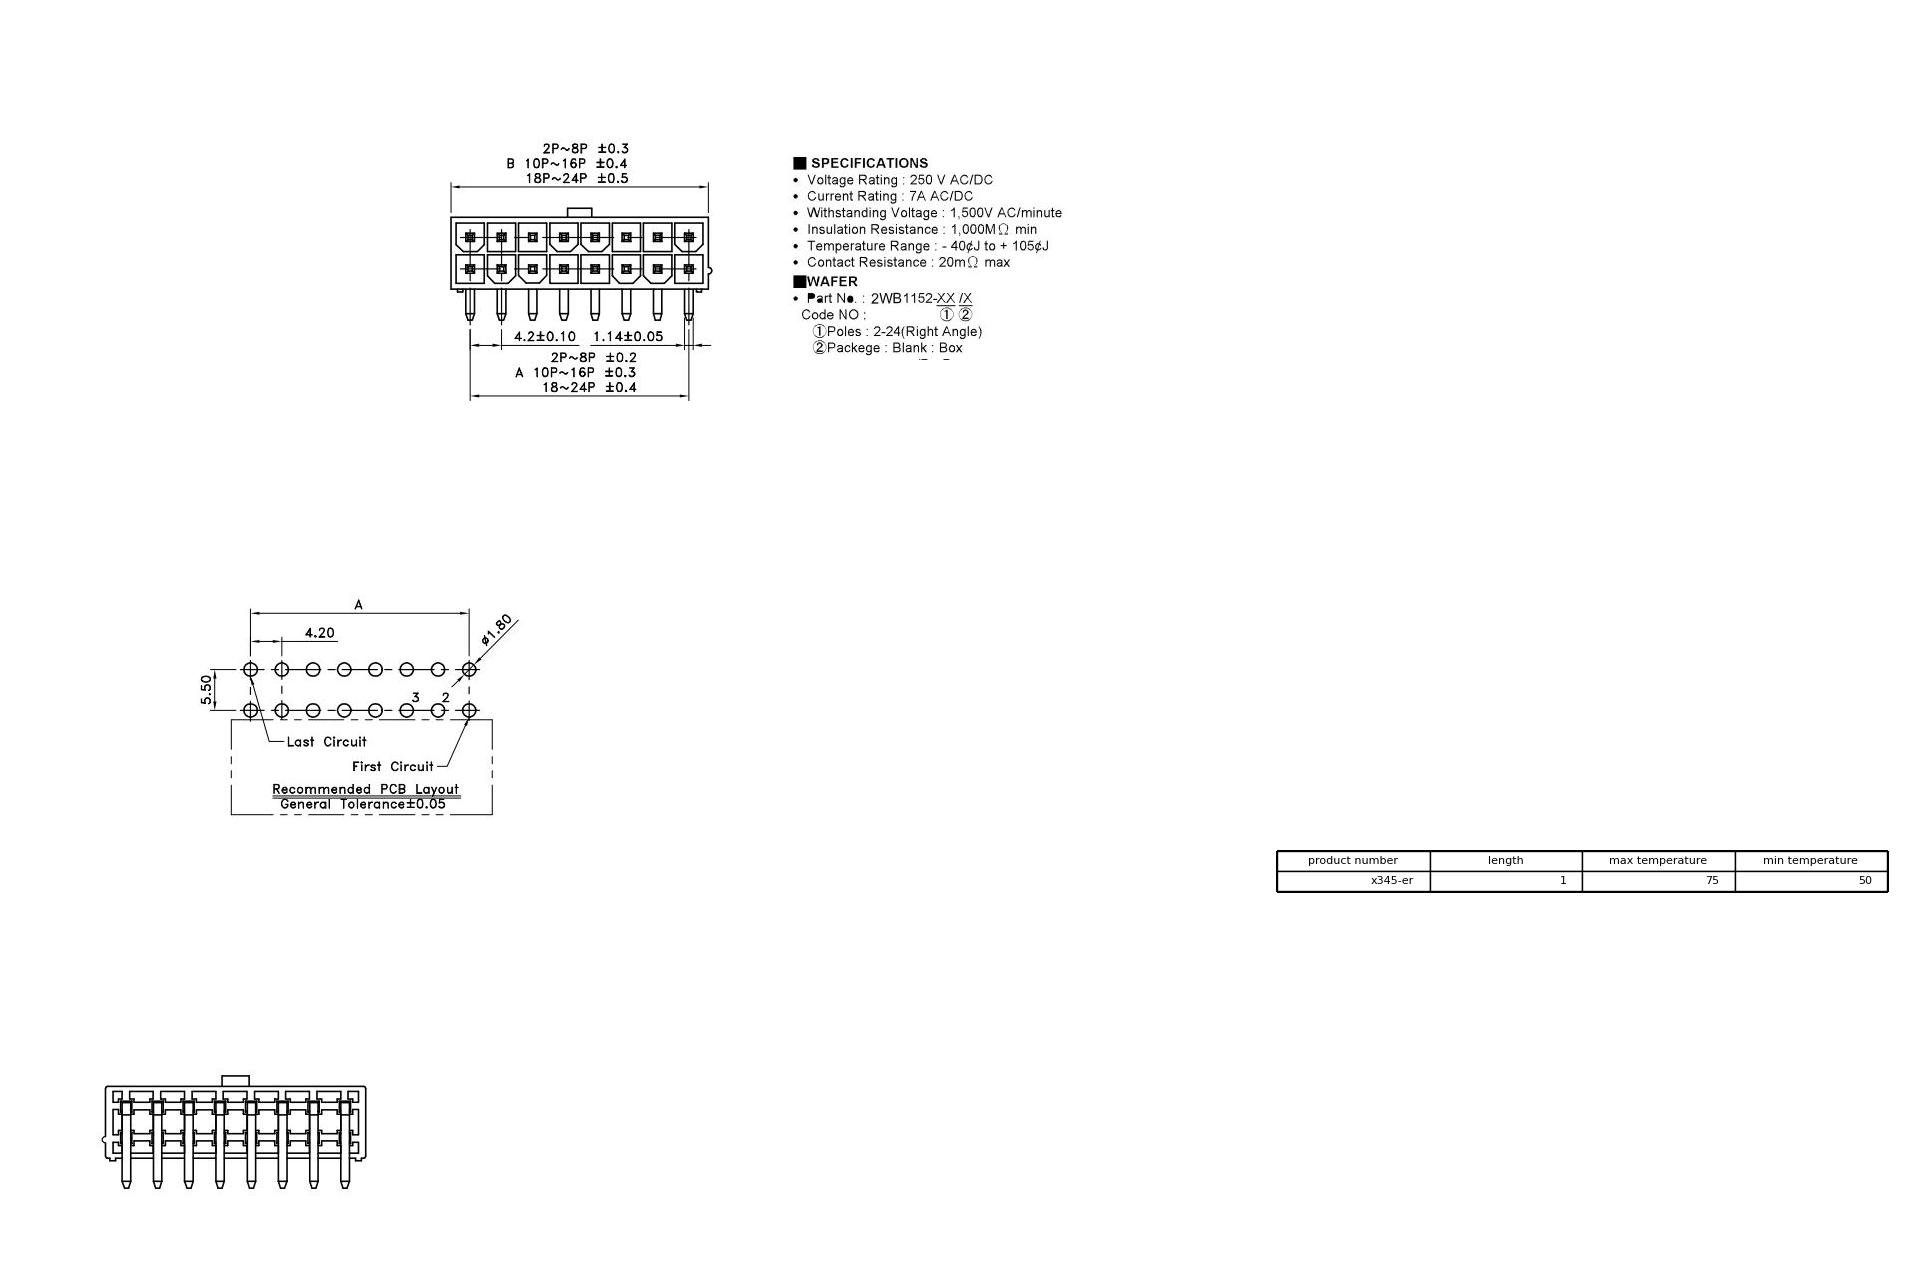 2P~8P ±0.3
B 10P~16P ±0.4
18P~24P ±0.5
4.2±0.10 1.14±0.05
2P~8P ±0.2
A 10P~16P ±0.3
18~24P ±0.4
■ SPECIFICATIONS
• Voltage Rating : 250 V AC/DC
• Current Rating : 7A AC/DC
• Withstanding Voltage : 1,500V AC/minute
• Insulation Resistance : 1,000MΩ min
• Temperature Range : - 40¢J to + 105¢J
• Contact Resistance : 20mΩ max
■WAFER
• Part No. : 2WB1152-XX /X
Code NO : ① ②
①Poles : 2-24(Right Angle)
②Packege : Blank : Box
A
4.20
ø1.80
5.50
3 2
Last Circuit
First Circuit
Recommended PCB Layout
General Tolerance±0.05
product number length max temperature min temperature
x345-er 1 75 50